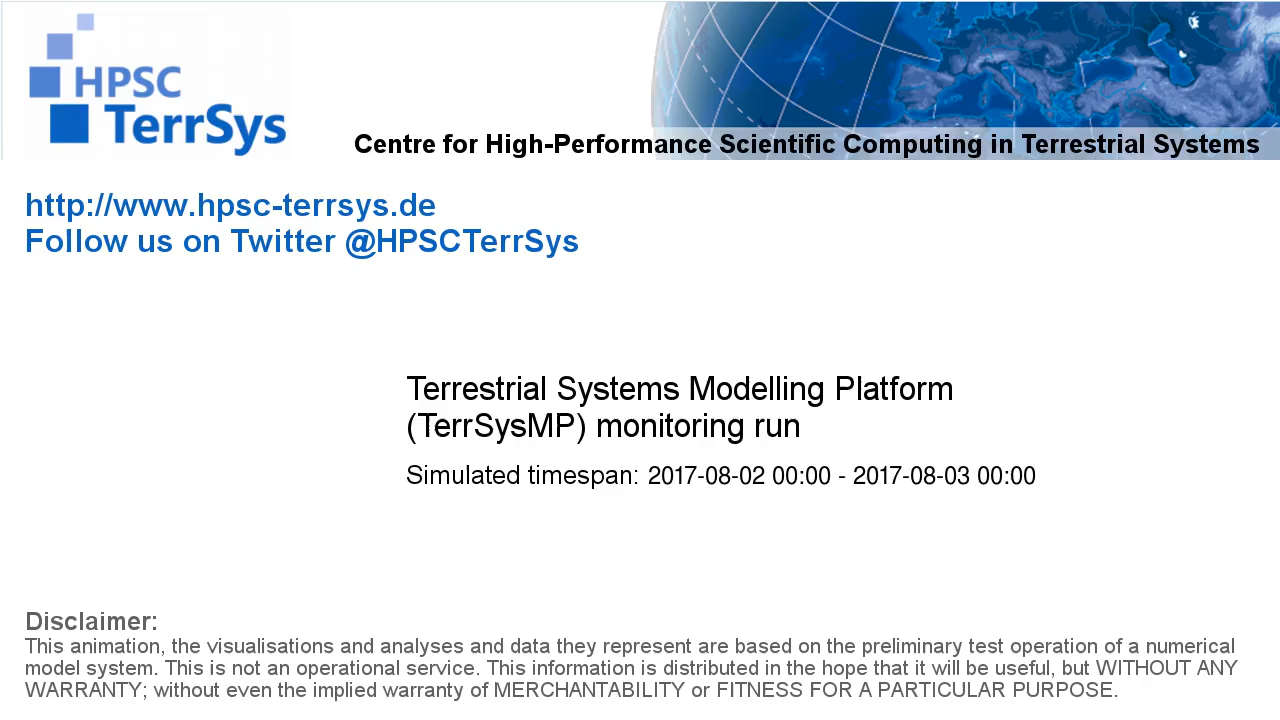 HPSC
TerrSys
Centre for High-Performance Scientific Computing in Terrestrial Systems
http://www.hpsc-terrsys.de
Follow us on Twitter @HPSCTerrSys
Terrestrial Systems Modelling Platform
(TerrSysMP) monitoring run
Simulated timespan: 2017-08-02 00:00 - 2017-08-03 00:00
Disclaimer:
This animation, the visualisations and analyses and data they represent are based on the preliminary test operation of a numerical
model system. This is not an operational service. This information is distributed in the hope that it will be useful, but WITHOUT ANY
WARRANTY; without even the implied warranty of MERCHANTABILITY or FITNESS FOR A PARTICULAR PURPOSE.